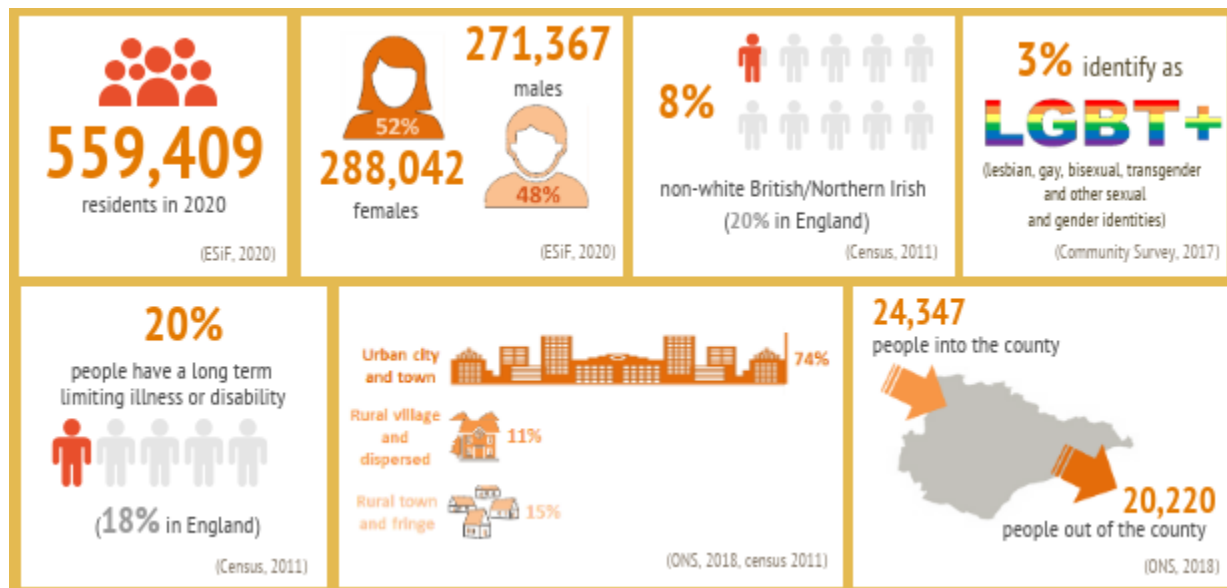 559,409
residents in 2020
(ESiF, 2020)
271,367
males
52%
288,042
females
48%
(ESiF, 2020)
8%
non-white British/Northern Irish
(20% in England)
(Census, 2011)
3% identify as
LGBT+
(lesbian, gay, bisexual, transgender
and other sexual
and gender identities)
(Community Survey, 2017)
20%
people have a long term
limiting illness or disability
(18% in England)
(Census, 2011)
Urban city
and town
74%
Rural village
and
dispersed
11%
Rural town
and fringe
15%
(ONS, 2018, census 2011)
24,347
people into the county
20,220
people out of the county
(ONS, 2018)